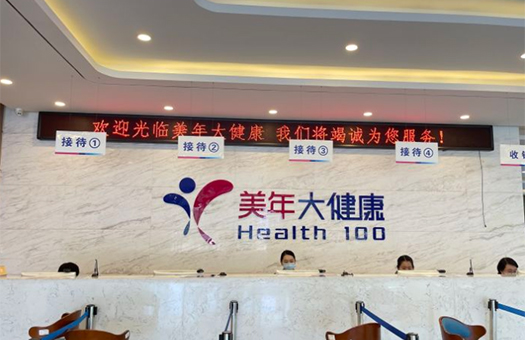 欢迎光临美年大健康 我们将竭诚为您服务!
接待①
接待②
接待③
接待④
美年大健康
Health 100